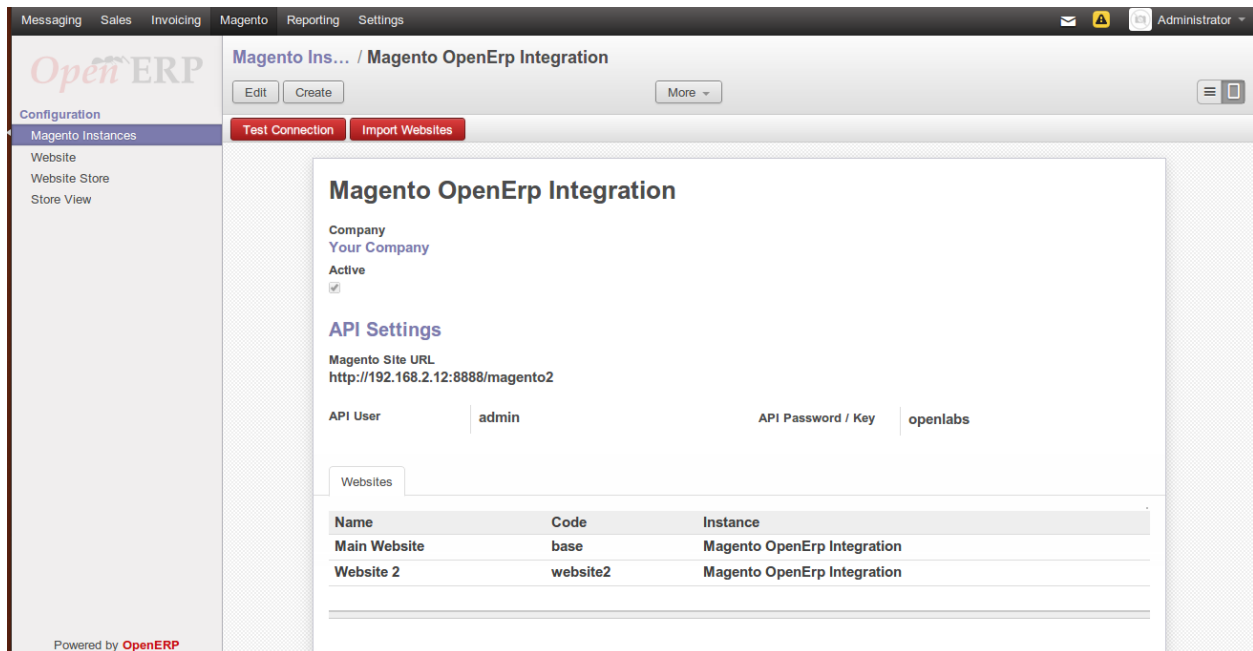 Messaging Sales Invoicing Magento Reporting Settings Administrator
Open ERP
Magento Ins... / Magento OpenErp Integration
Edit Create More
Configuration
Magento Instances
Website
Website Store
Store View
Test Connection Import Websites
Magento OpenErp Integration
Company
Your Company
Active
API Settings
Magento Site URL
http://192.168.2.12:8888/magento2
API User admin API Password / Key openlabs
Websites
Name Code Instance
Main Website base Magento OpenErp Integration
Website 2 website2 Magento OpenErp Integration
Powered by OpenERP